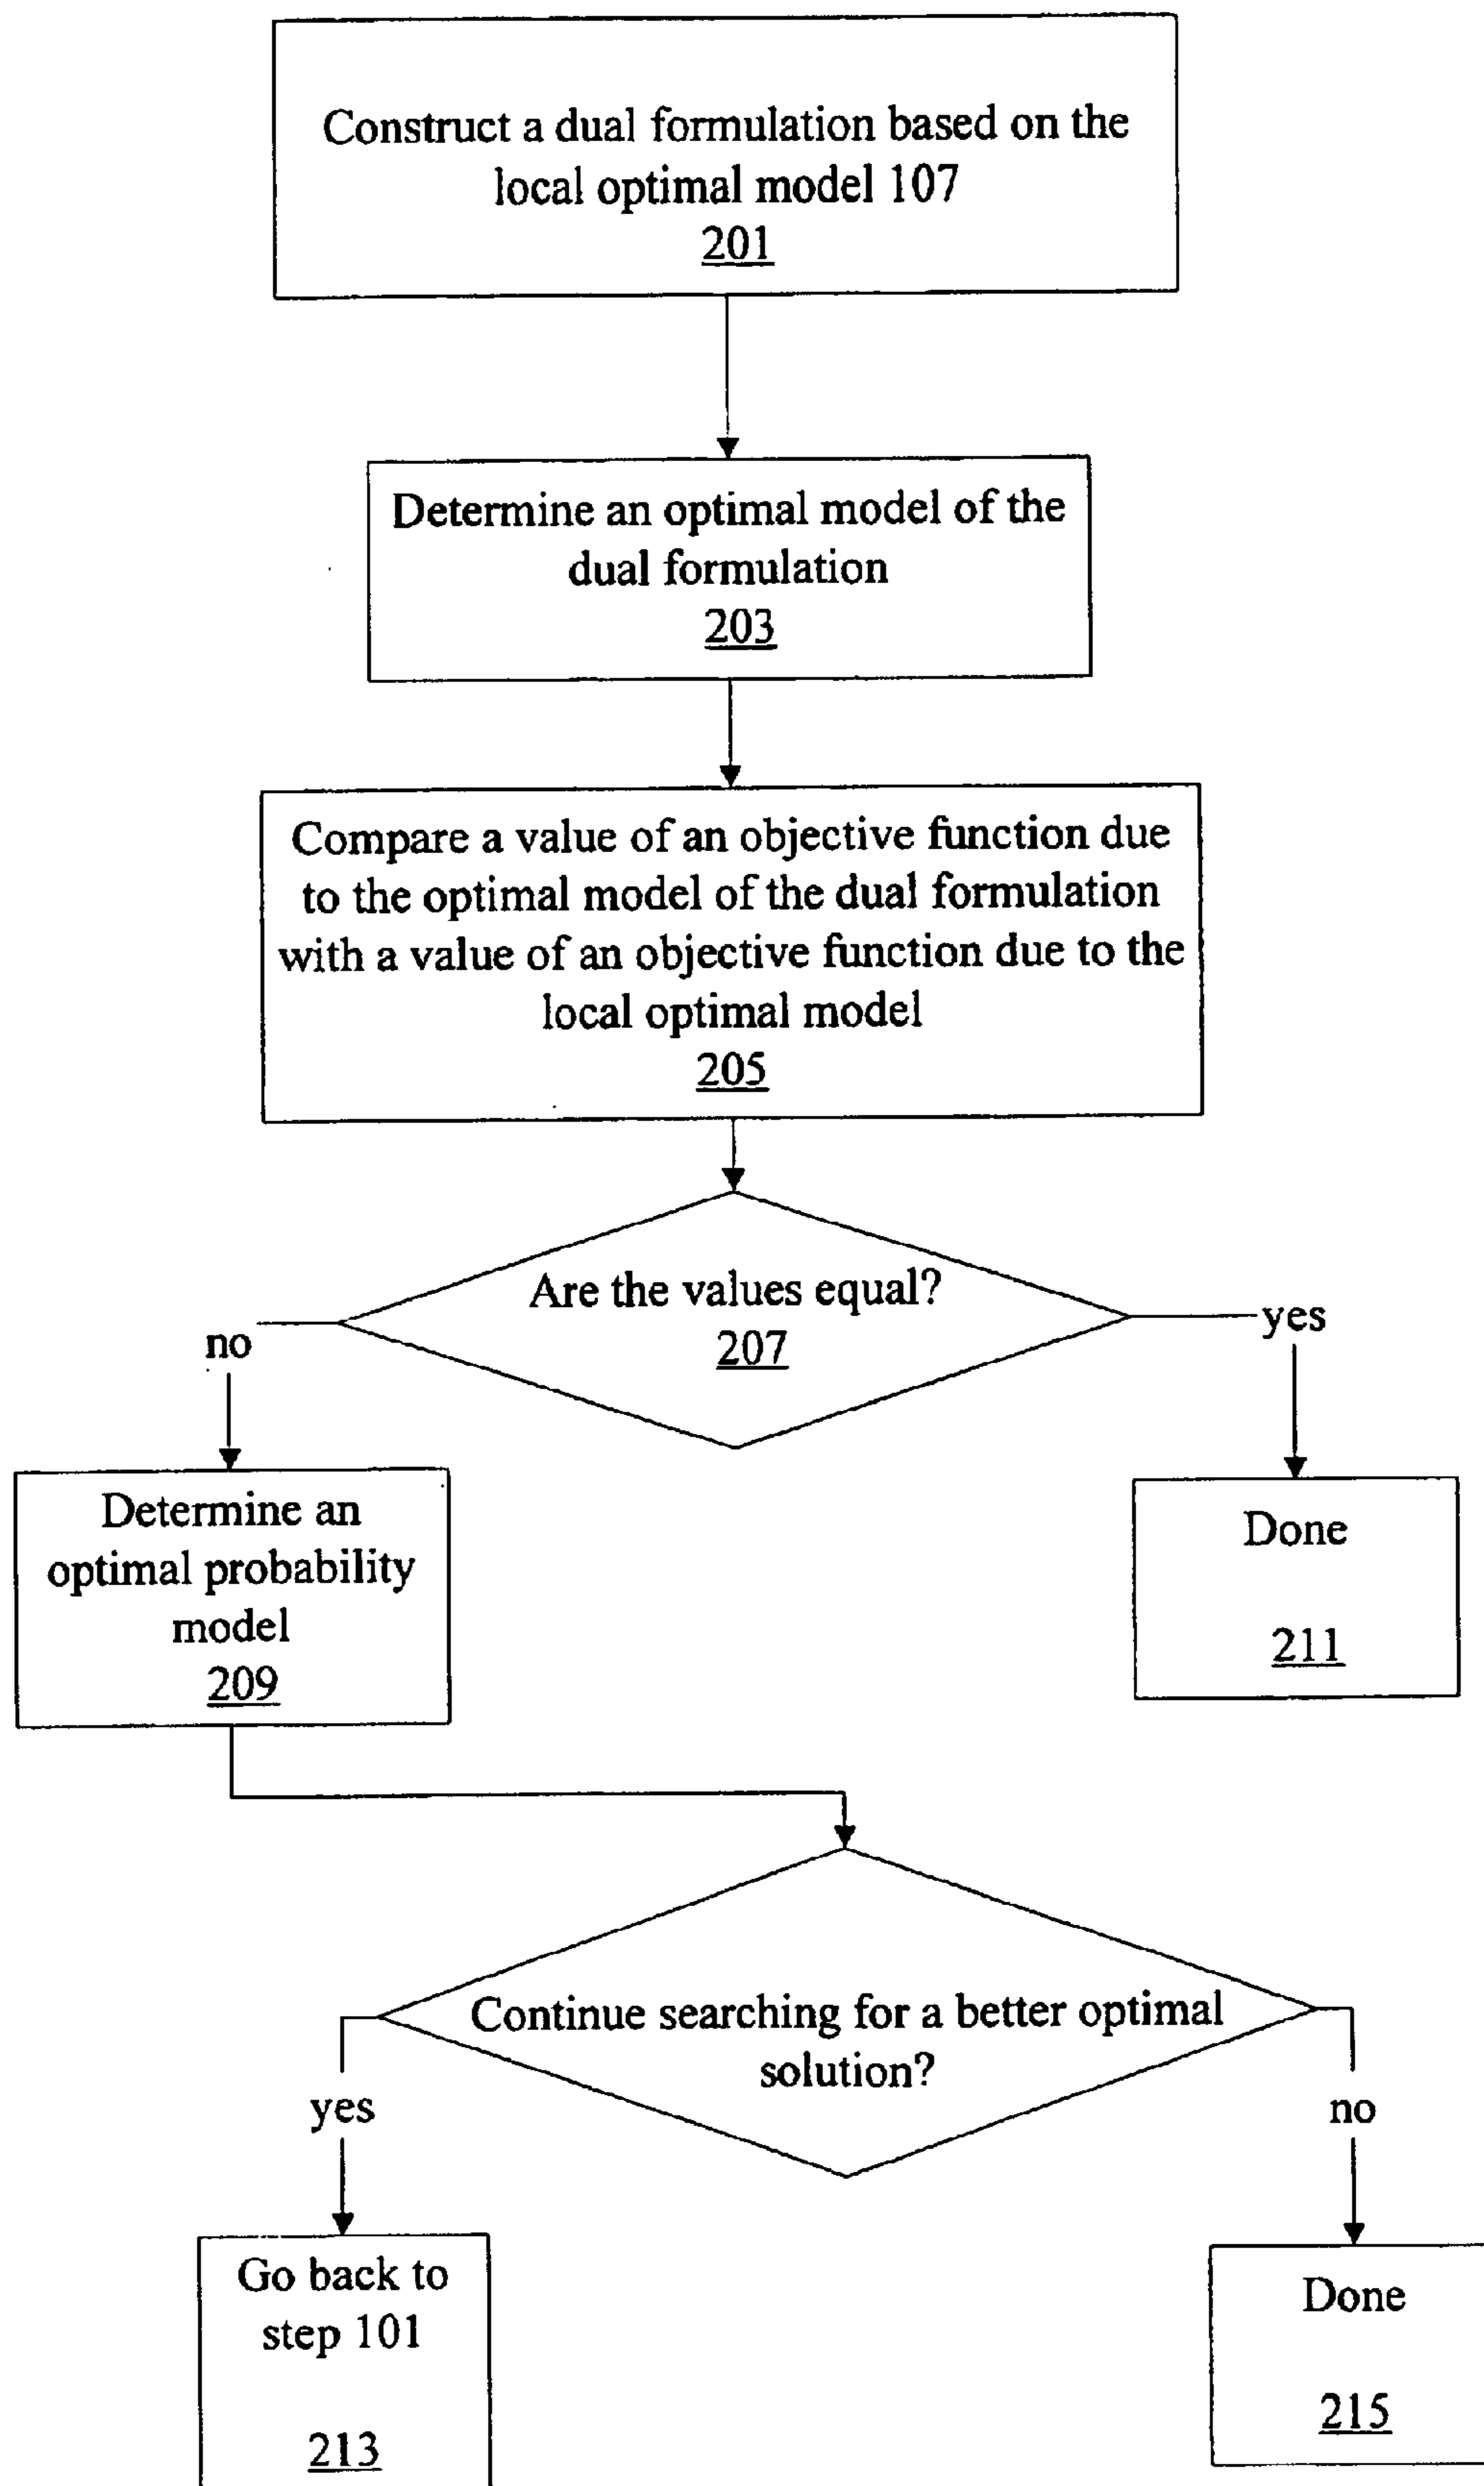 Construct a dual formulation based on the
local optimal model 107
201
Determine an optimal model of the
dual formulation
203
Compare a value of an objective function due
to the optimal model of the dual formulation
with a value of an objective function due to the
local optimal model
205
Are the values equal?
207
no
yes
Determine an
optimal probability
model
209
Done
211
Continue searching for a better optimal
solution?
yes
no
Go back to
step 101
213
Done
215